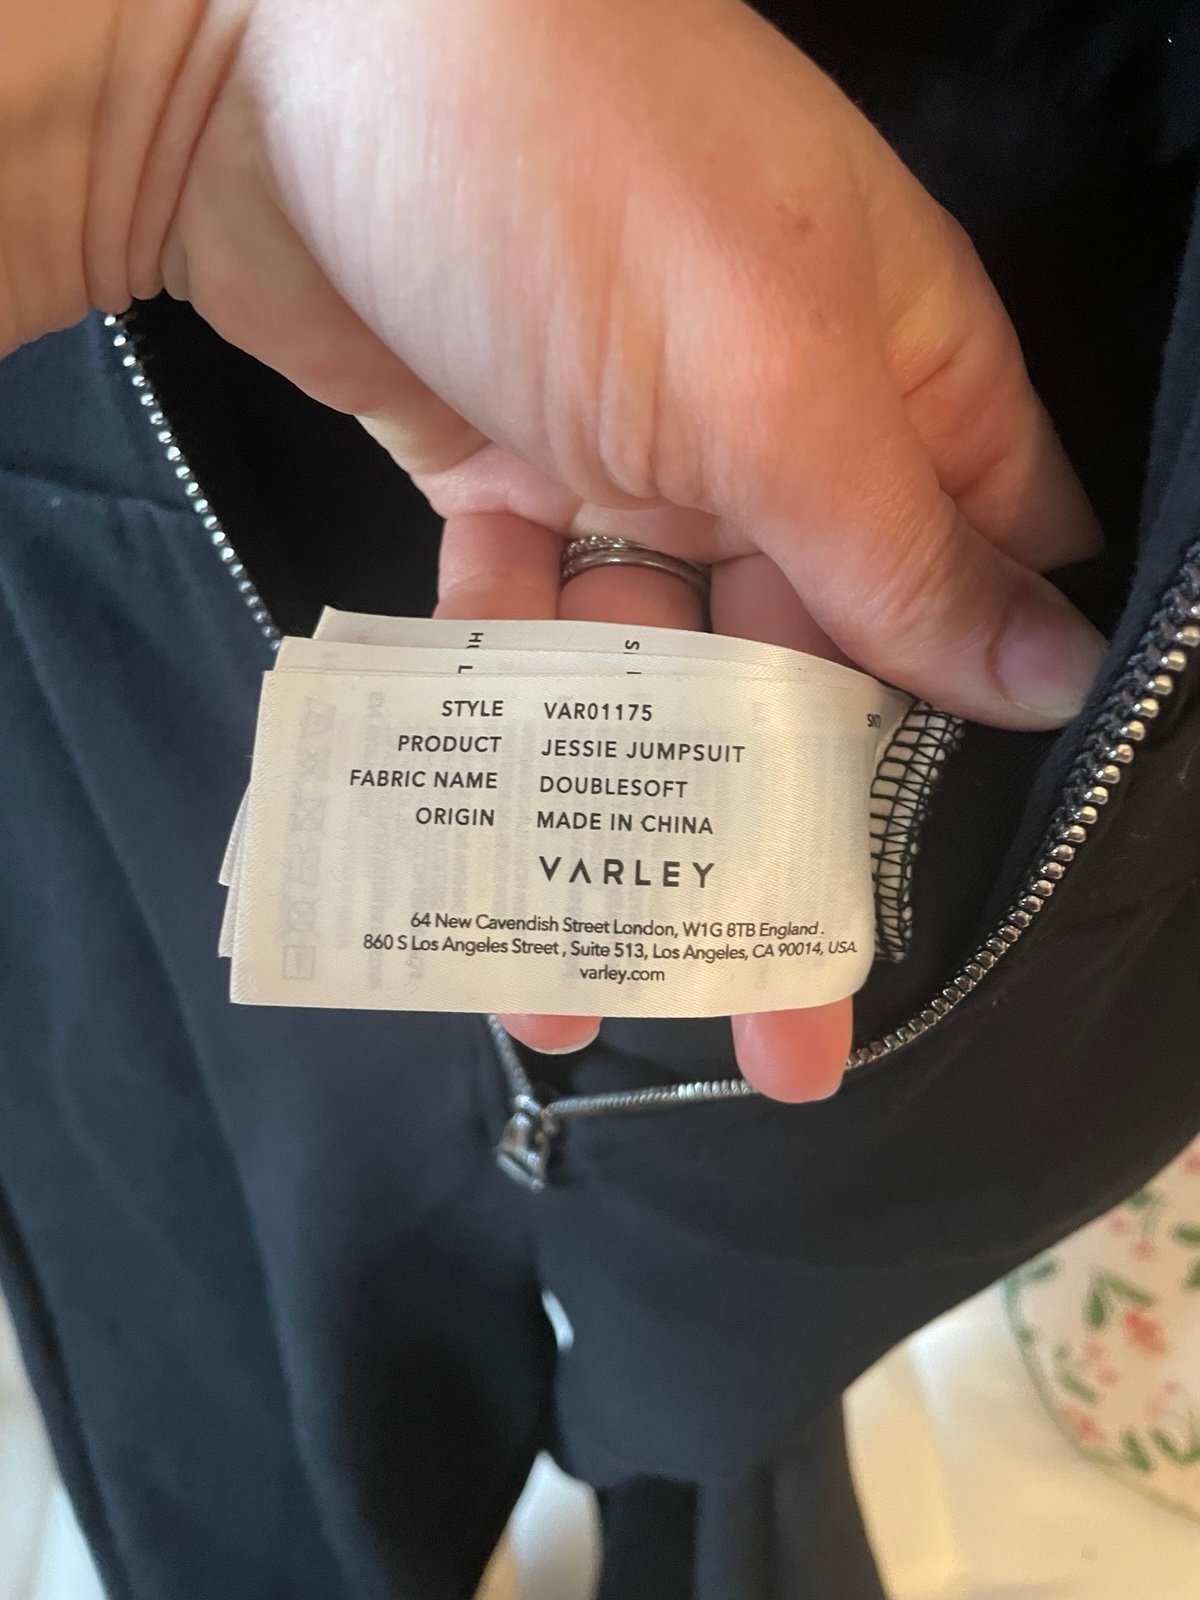 STYLE VAR01175
PRODUCT JESSIE JUMPSUIT
FABRIC NAME DOUBLESOFT
ORIGIN MADE IN CHINA
VARLEY
64 New Cavendish Street London, W1G 8TB England.
860 S Los Angeles Street, Suite 513, Los Angeles, CA 90014, USA
varley.com